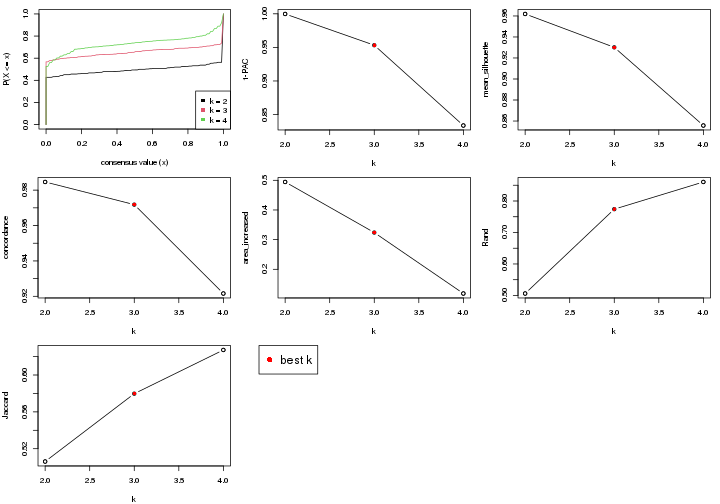 P(X <= x)
0.0 0.2 0.4 0.6 0.8 1.0
k = 2
k = 3
k = 4
0.0 0.2 0.4 0.6 0.8 1.0
consensus value (x)
1-PAC
0.85 0.90 0.95 1.00
2.0 2.5 3.0 3.5 4.0
k
mean_silhouette
0.86 0.88 0.90 0.92 0.94 0.96
2.0 2.5 3.0 3.5 4.0
k
concordance
0.92 0.94 0.96 0.98
2.0 2.5 3.0 3.5 4.0
k
area_increased
0.2 0.3 0.4 0.5
2.0 2.5 3.0 3.5 4.0
k
Rand
0.50 0.60 0.70 0.80
2.0 2.5 3.0 3.5 4.0
k
Jaccard
0.52 0.56 0.60
2.0 2.5 3.0 3.5 4.0
k
best k